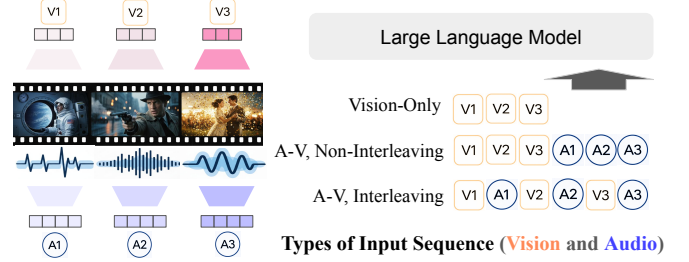 V1 V2 V3
A1 A2 A3
Large Language Model
Vision-Only V1 V2 V3
A-V, Non-Interleaving V1 V2 V3 A1 A2 A3
A-V, Interleaving V1 A1 V2 A2 V3 A3
Types of Input Sequence (Vision and Audio)